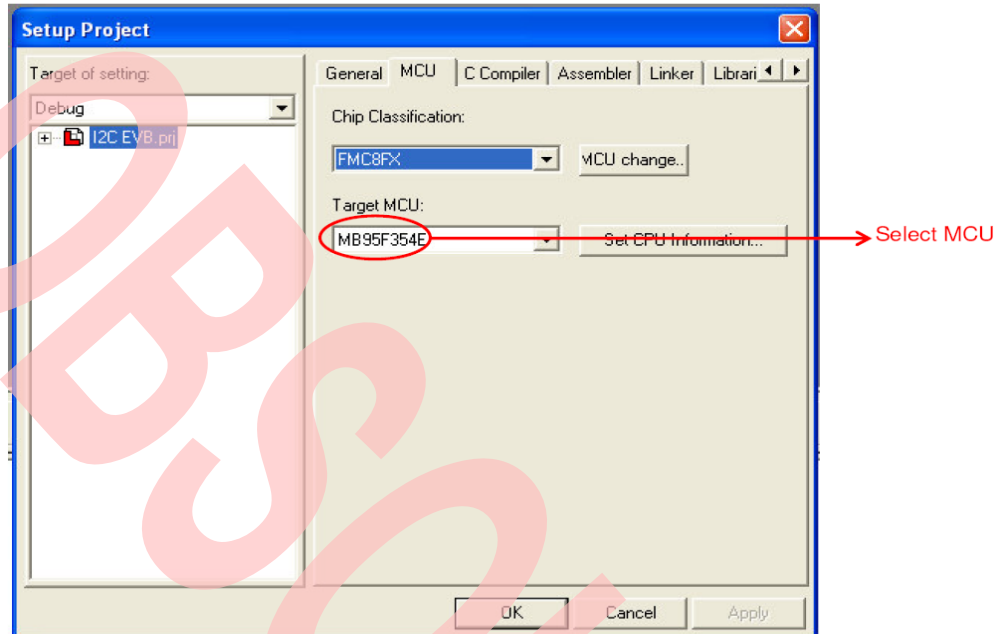 Setup Project
Target of setting:
Debug
I2C EVB.prj
General MCU C Compiler Assembler Linker Librari
Chip Classification:
FMC8FX
MCU change..
Target MCU:
MB95F354E
Set CPU Information...
Select MCU
OK Cancel Apply
OBSO